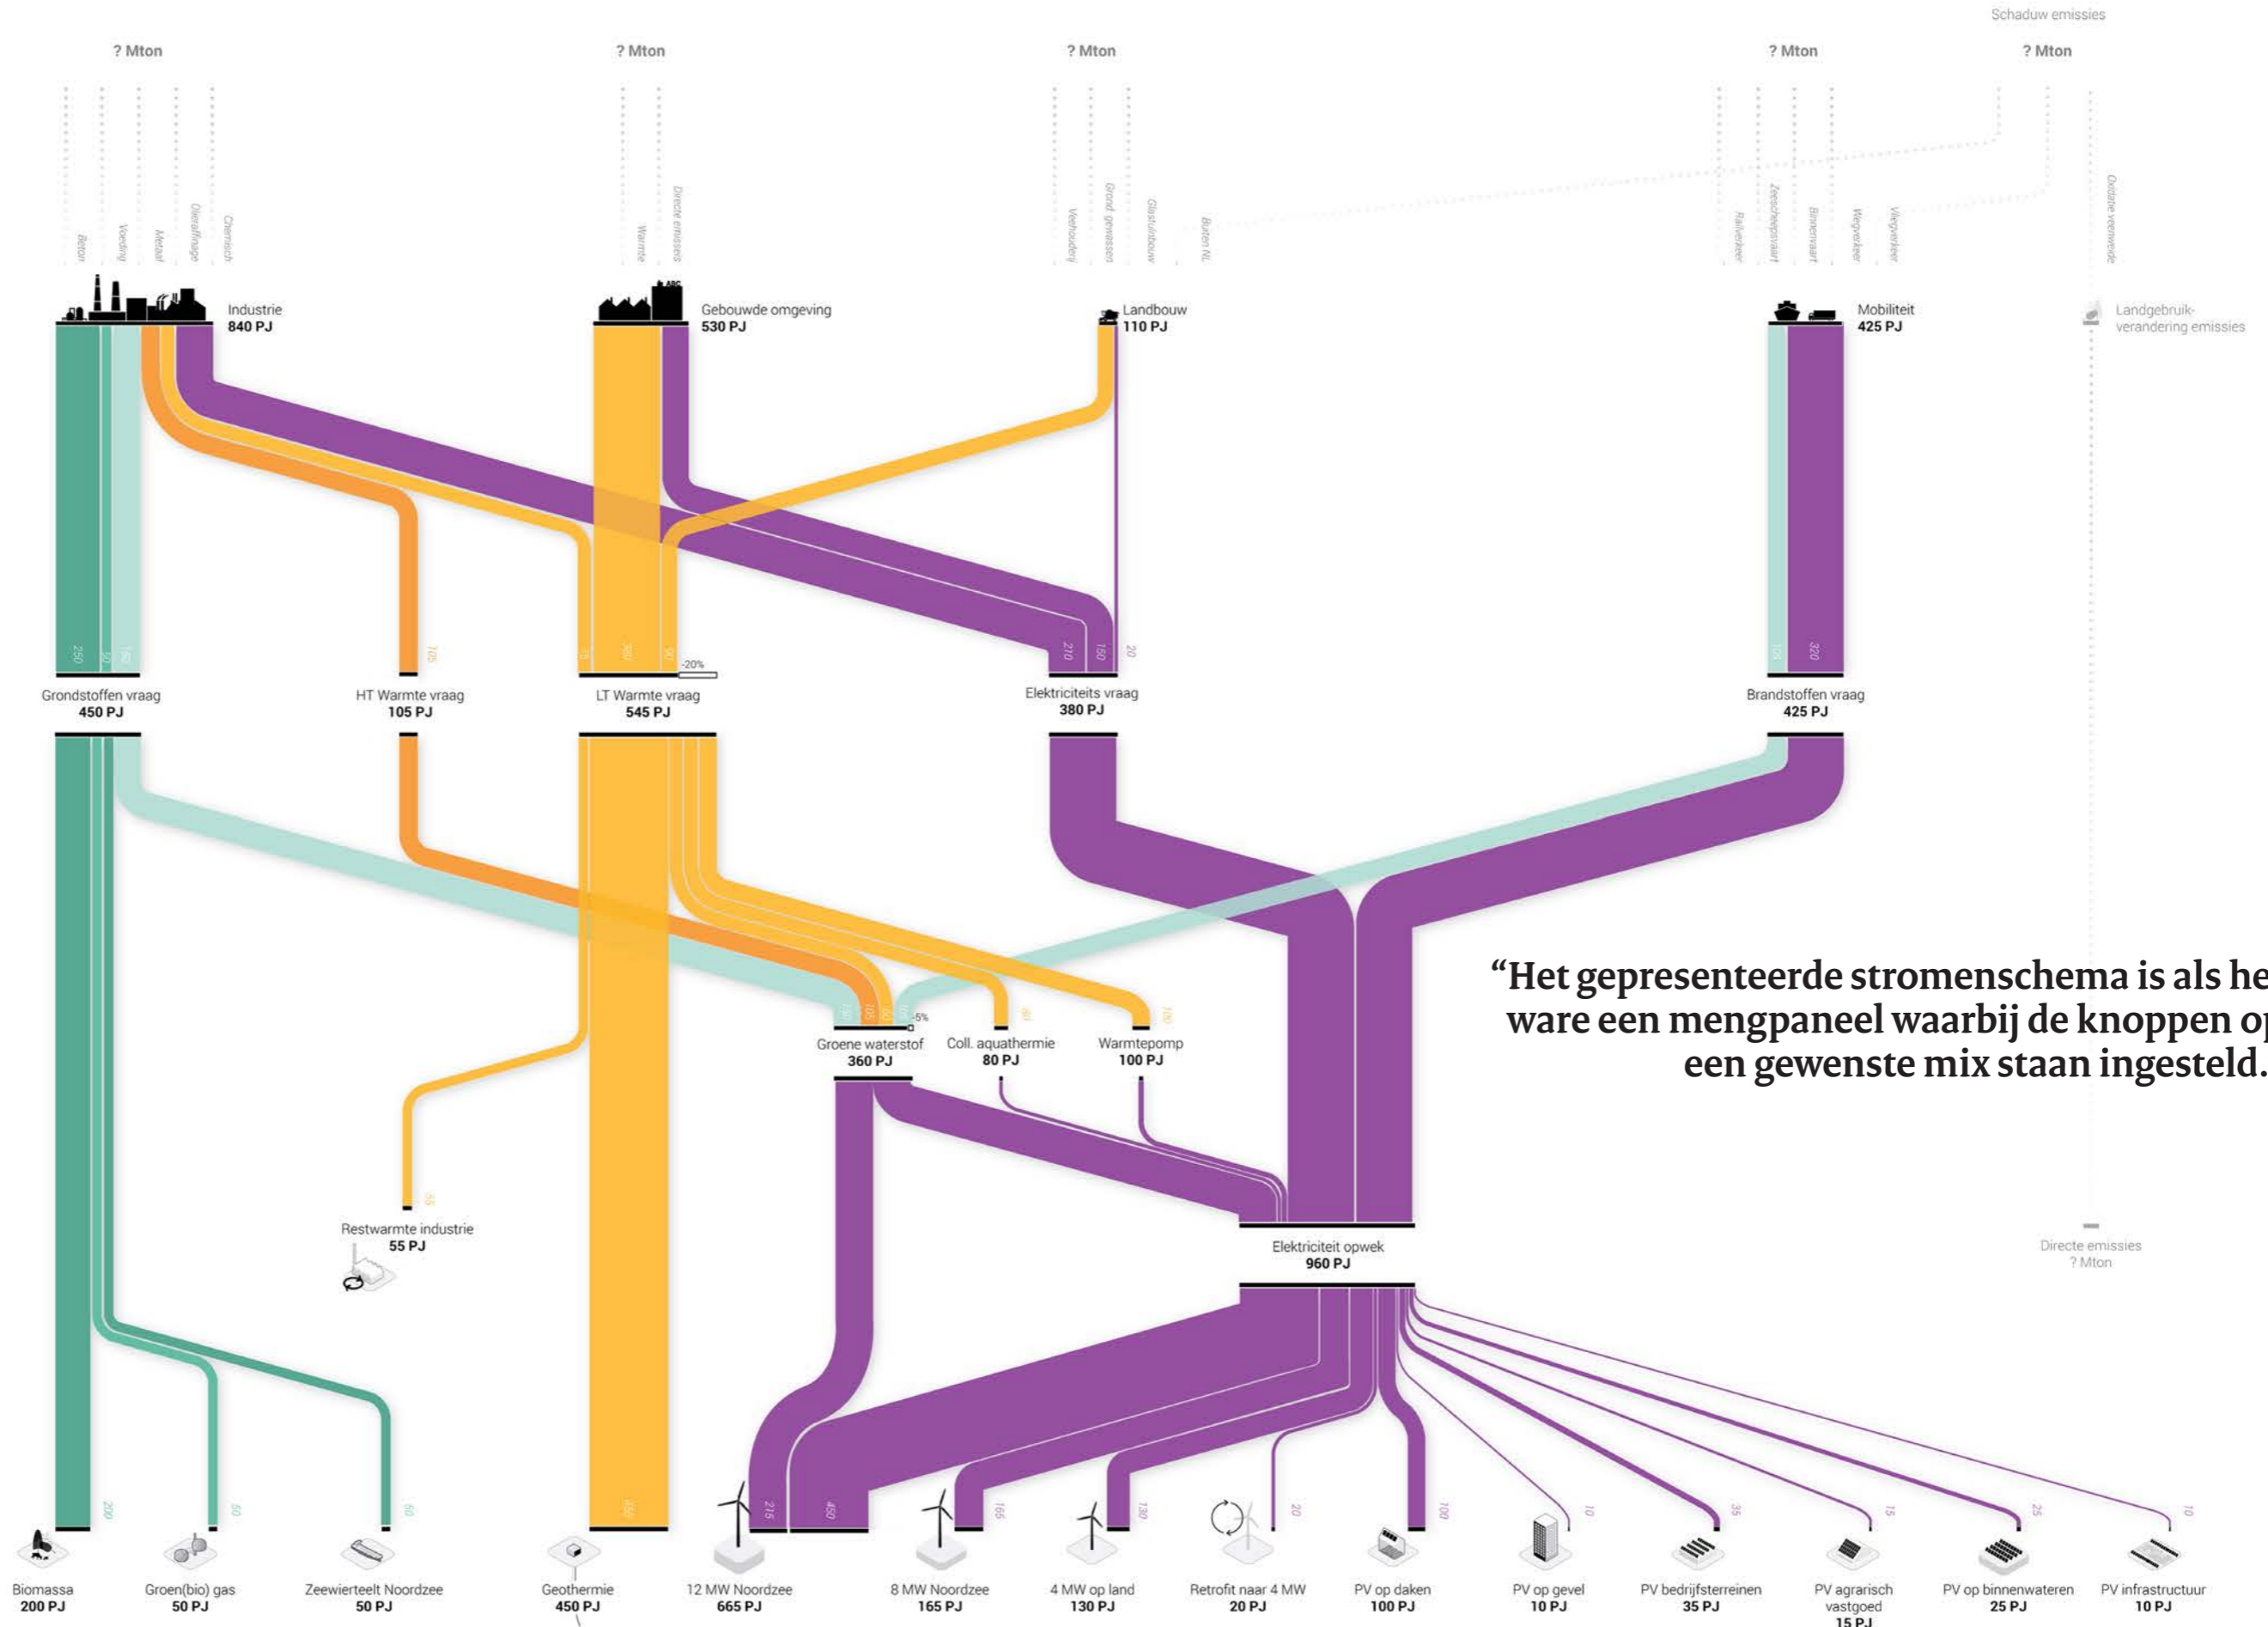 Schaduw emissies
? Mton
? Mton
? Mton
? Mton
? Mton
Beton
Voeding
Metaal
Olieraffinage
Chemisch
Warmte
Directe emissies
Veehouderij
Grond gewassen
Glastuinbouw
Buiten NL
Railverkeer
Zeescheepsvaart
Binnenvaart
Wegverkeer
Vliegverkeer
Oxidatie veenweide
Industrie
840 PJ
ABC
Gebouwde omgeving
530 PJ
Landbouw
110 PJ
Mobiliteit
425 PJ
Landgebruik-
verandering emissies
250
50
105
380
90
-20%
210
150
20
105
320
Grondstoffen vraag
450 PJ
HT Warmte vraag
105 PJ
LT Warmte vraag
545 PJ
Elektriciteits vraag
380 PJ
Brandstoffen vraag
425 PJ
“Het gepresenteerde stromenschema is als he
ware een mengpaneel waarbij de knoppen op
een gewenste mix staan ingesteld.
105
60
-5%
80
100
Groene waterstof
360 PJ
Coll. aquathermie
80 PJ
Warmtepomp
100 PJ
55
Restwarmte industrie
55 PJ
Elektriciteit opwek
960 PJ
Directe emissies
? Mton
200
50
50
450
215
450
165
130
20
100
10
35
15
25
10
Biomassa
200 PJ
Groen(bio) gas
50 PJ
Zeewierteelt Noordzee
50 PJ
Geothermie
450 PJ
12 MW Noordzee
665 PJ
8 MW Noordzee
165 PJ
4 MW op land
130 PJ
Retrofit naar 4 MW
20 PJ
PV op daken
100 PJ
PV op gevel
10 PJ
PV bedrijfsterreinen
35 PJ
PV agrarisch
vastgoed
15 PJ
PV op binnenwateren
25 PJ
PV infrastructuur
10 PJ